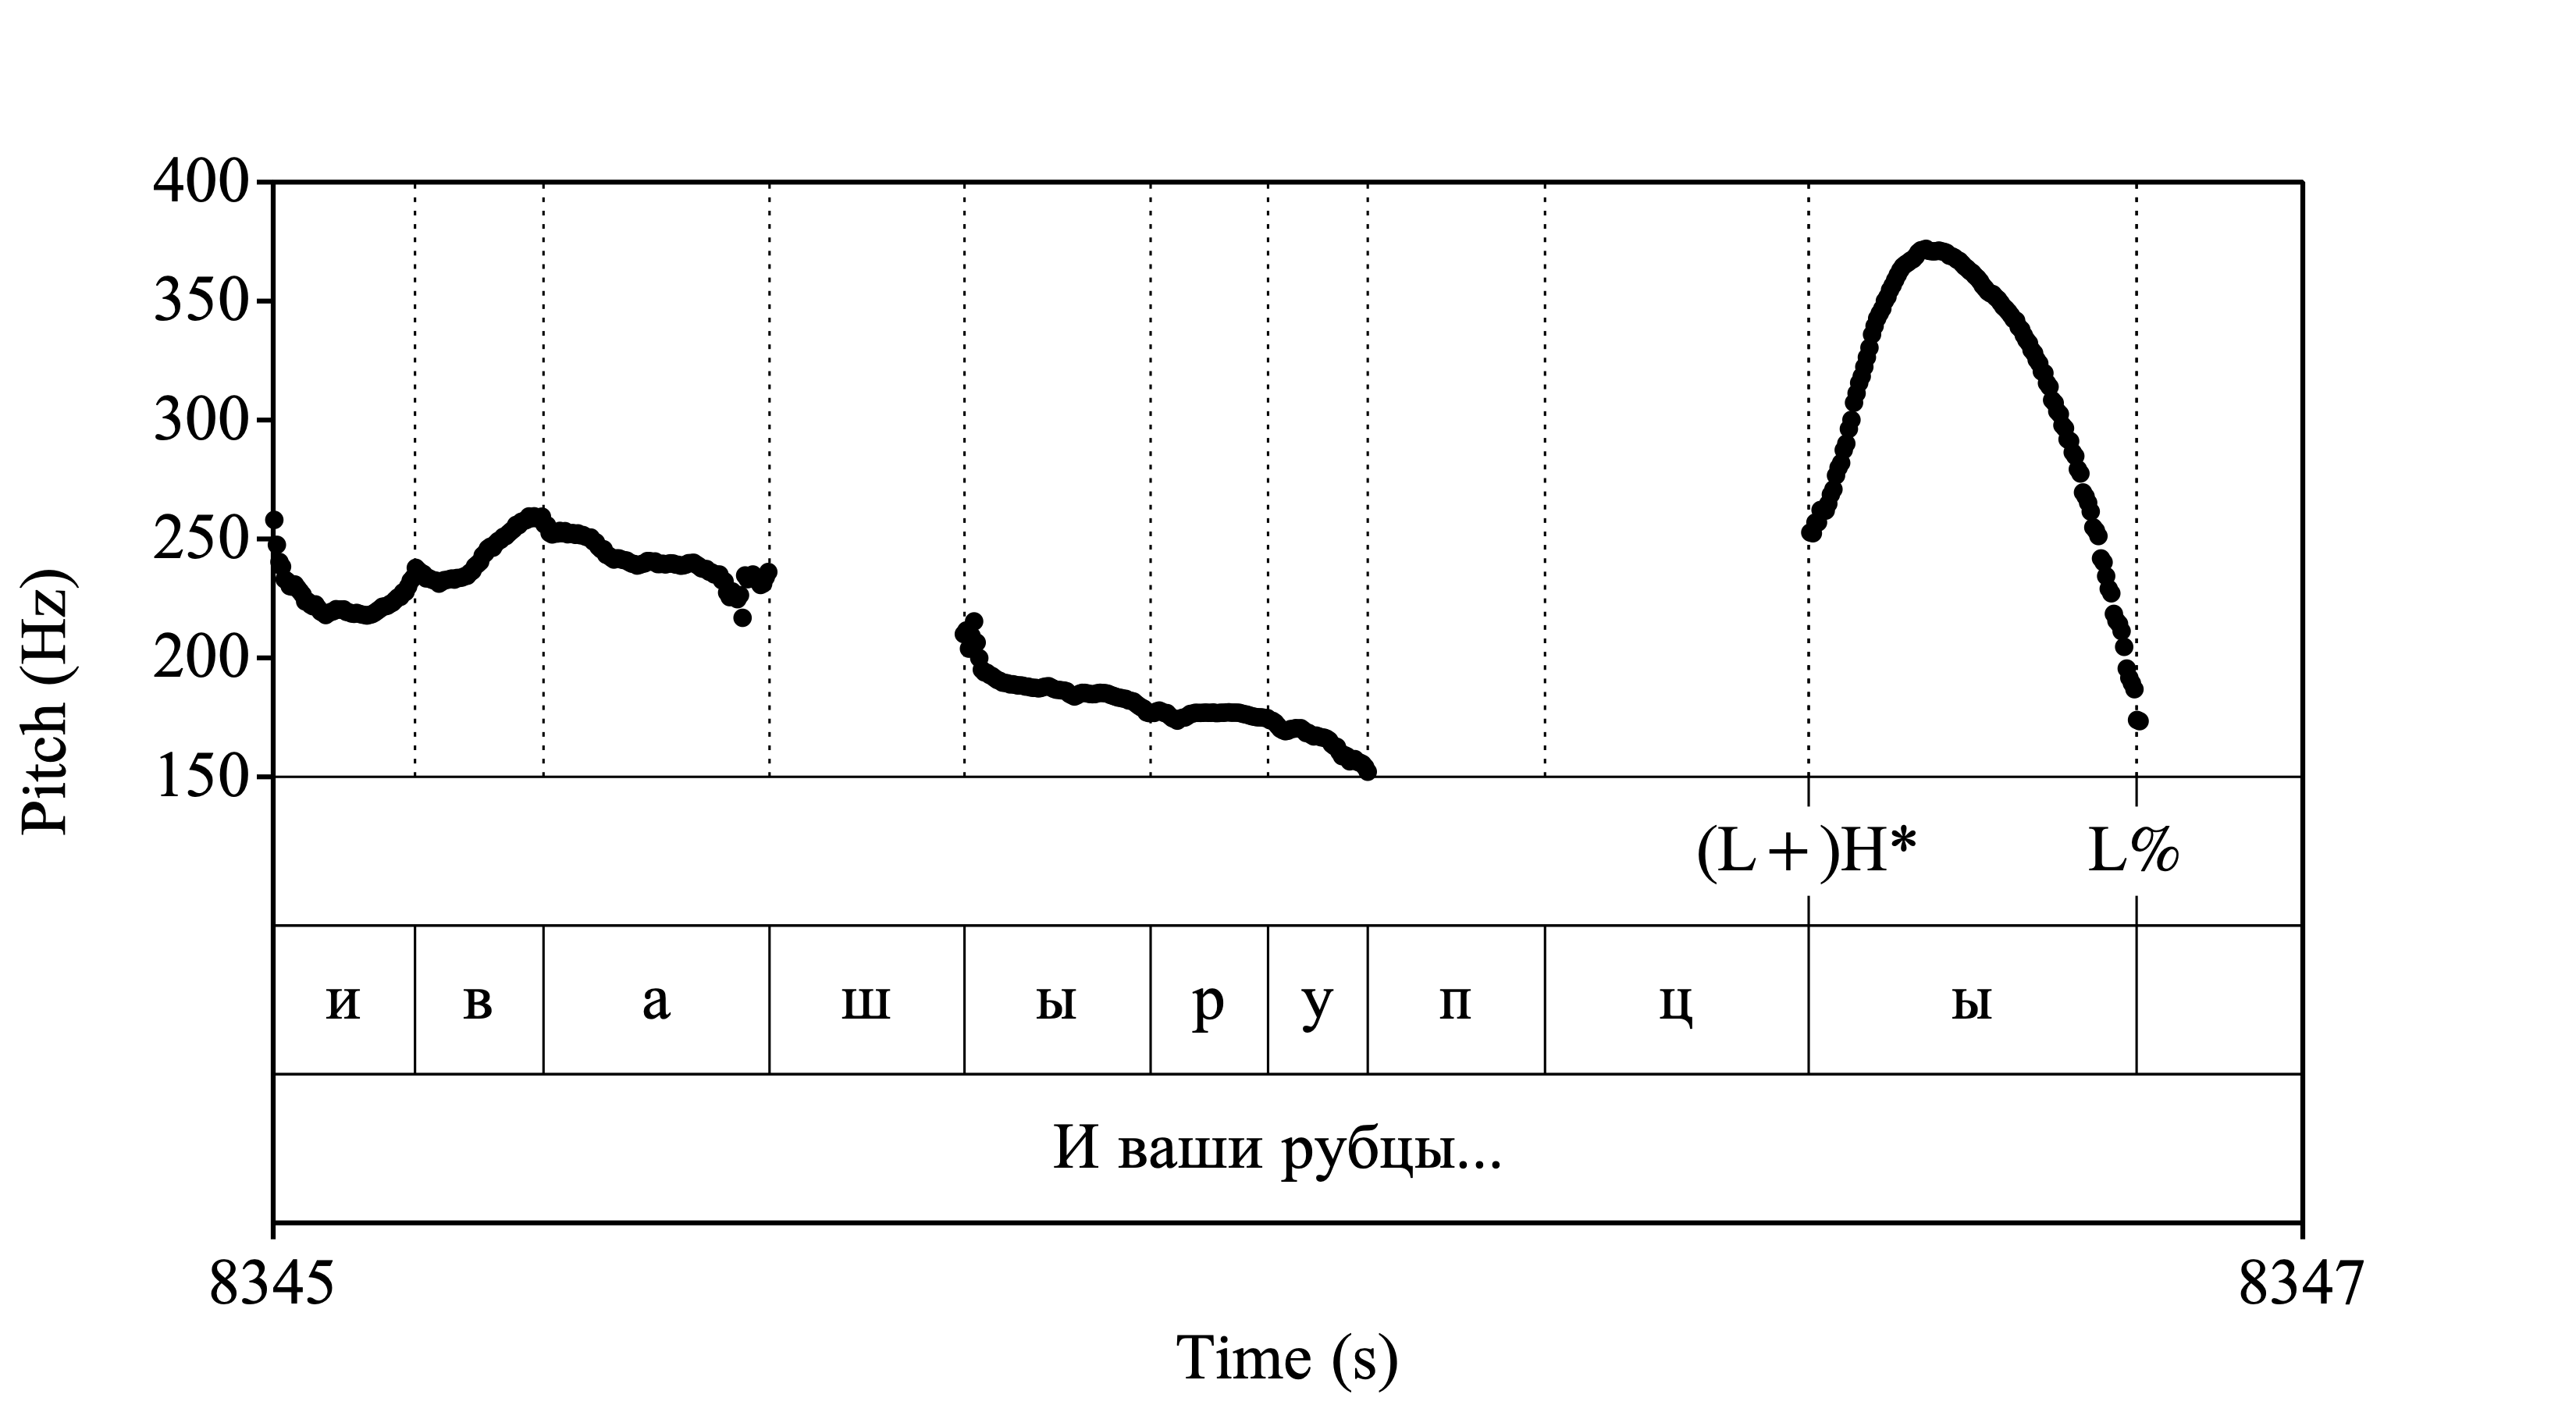 400
350
300
250
200
150
Pitch (Hz)
(L+)H* L%
и в а ш ы р у п ц ы
И ваши рубцы...
8345 8347
Time (s)